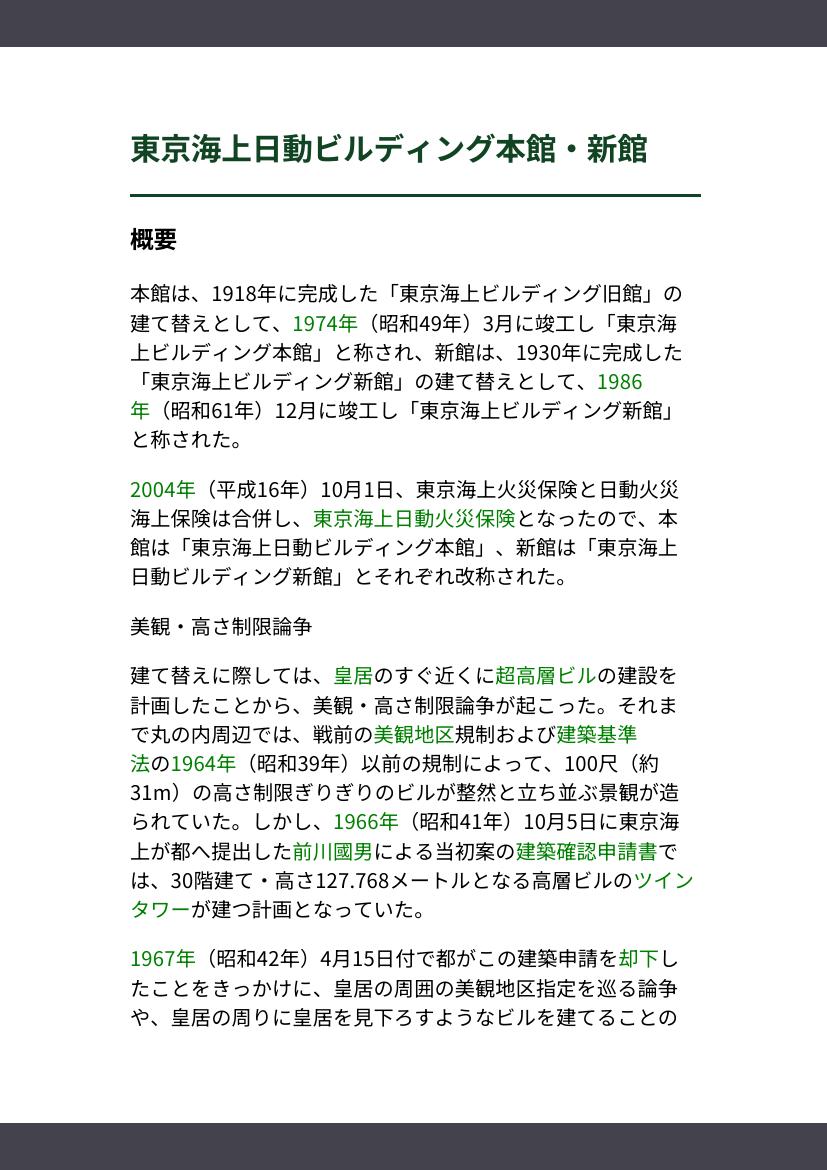 東京海上日動ビルディング本館・新館
概要
本館は、1918年に完成した「東京海上ビルディング旧館」の
建て替えとして、1974年（昭和49年）3月に竣工し「東京海
上ビルディング本館」と称され、新館は、1930年に完成した
「東京海上ビルディング新館」の建て替えとして、1986
年（昭和61年）12月に竣工し「東京海上ビルディング新館」
と称された。
2004年（平成16年）10月1日、東京海上火災保険と日動火災
海上保険は合併し、東京海上日動火災保険となったので、本
館は「東京海上日動ビルディング本館」、新館は「東京海上
日動ビルディング新館」とそれぞれ改称された。
美観・高さ制限論争
建て替えに際しては、皇居のすぐ近くに超高層ビルの建設を
計画したことから、美観・高さ制限論争が起こった。それま
で丸の内周辺では、戦前の美観地区規制および建築基準
法の1964年（昭和39年）以前の規制によって、100尺（約
31m）の高さ制限ぎりぎりのビルが整然と立ち並ぶ景観が造
られていた。しかし、1966年（昭和41年）10月5日に東京海
上が都へ提出した前川國男による当初案の建築確認申請書で
は、30階建て・高さ127.768メートルとなる高層ビルのツイン
タワーが建つ計画となっていた。
1967年（昭和42年）4月15日付で都がこの建築申請を却下し
たことをきっかけに、皇居の周囲の美観地区指定を巡る論争
や、皇居の周りに皇居を見下ろすようなビルを建てることの